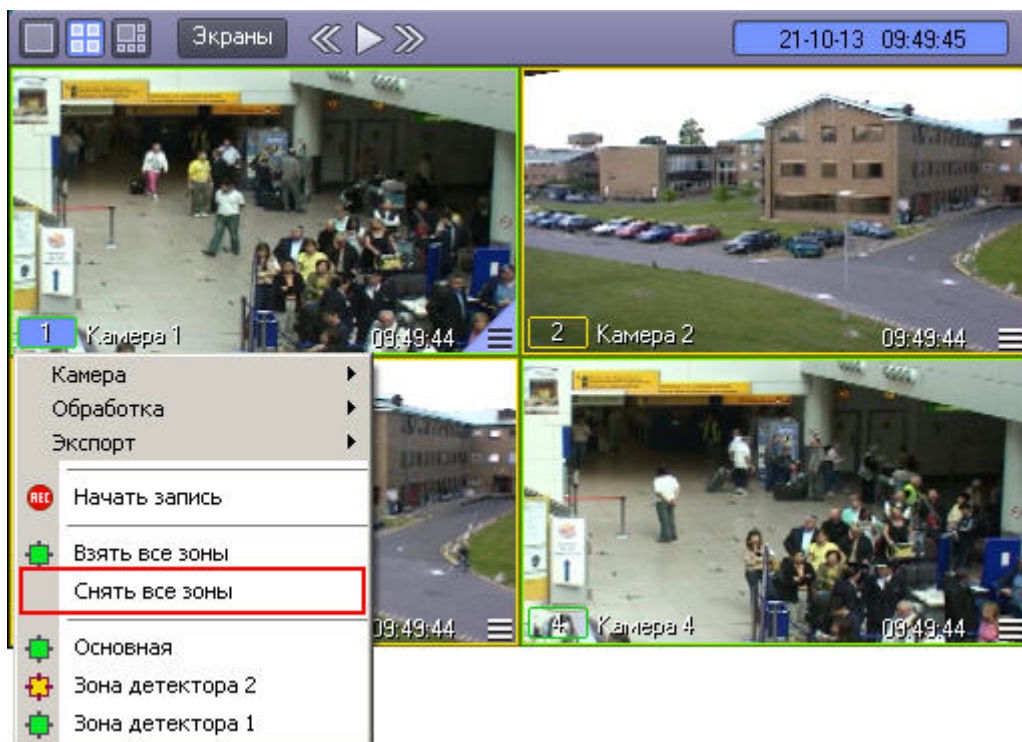 Экраны
21-10-13 09:49:45
1 Камера 1 09:49:44
2 Камера 2 09:49:44
Камера
Обработка
Экспорт
REC Начать запись
Взять все зоны
Снять все зоны
Основная
Зона детектора 2
Зона детектора 1
09:49:44
4 Камера 4 09:49:44